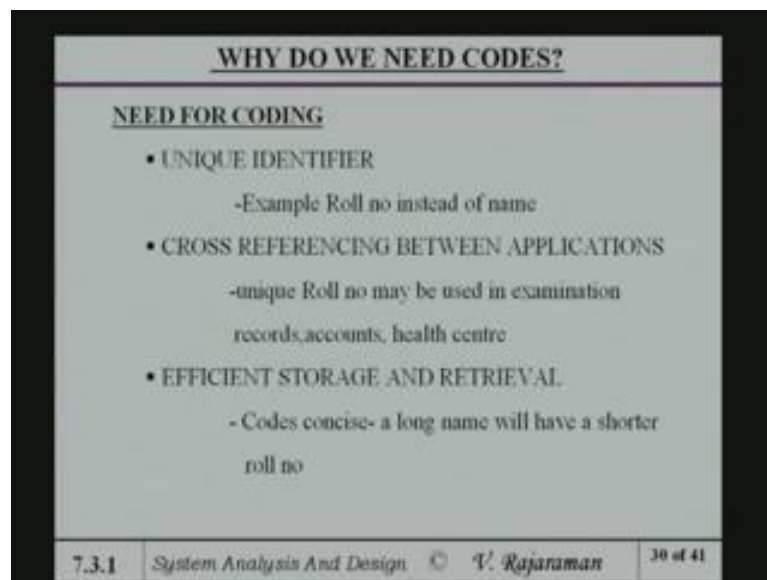 WHY DO WE NEED CODES?
NEED FOR CODING
▪ UNIQUE IDENTIFIER
-Example Roll no instead of name
▪ CROSS REFERENCING BETWEEN APPLICATIONS
-unique Roll no may be used in examination
records,accounts, health centre
▪ EFFICIENT STORAGE AND RETRIEVAL
- Codes concise- a long name will have a shorter
roll no
7.3.1 System Analysis And Design © V. Rajaraman 30 of 41